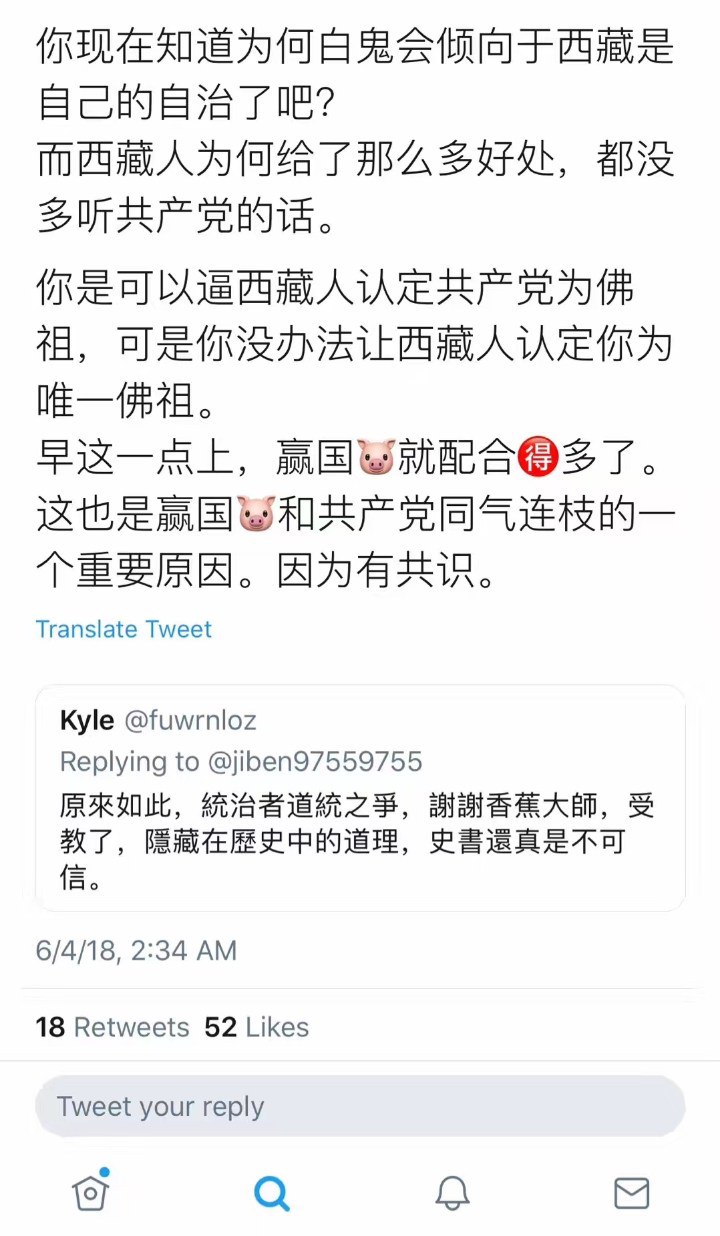 你现在知道为何白鬼会倾向于西藏是
自己的自治了吧？
而西藏人为何给了那么多好处，都没
多听共产党的话。
你是可以逼西藏人认定共产党为佛
祖，可是你没办法让西藏人认定你为
唯一佛祖。
早这一点上，赢国🐷就配合🉐多了。
这也是赢国🐷和共产党同气连枝的一
个重要原因。因为有共识。
Translate Tweet
Kyle @fuwrnloz
Replying to @jiben97559755
原來如此，統治者道統之爭，謝謝香蕉大師，受
教了，隱藏在歷史中的道理，史書還真是不可
信。
6/4/18, 2:34 AM
18 Retweets 52 Likes
Tweet your reply